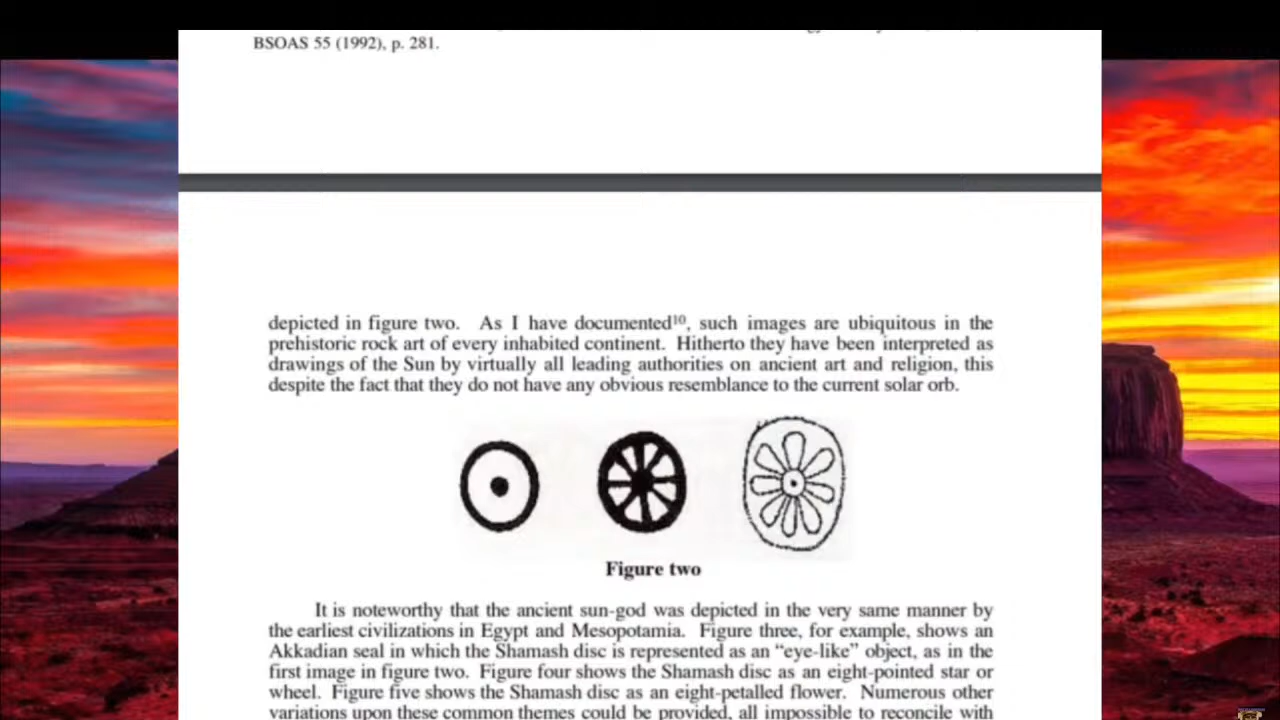 BSOAS 55 (1992), p. 281.
depicted in figure two. As I have documented¹⁰, such images are ubiquitous in the
prehistoric rock art of every inhabited continent. Hitherto they have been interpreted as
drawings of the Sun by virtually all leading authorities on ancient art and religion, this
despite the fact that they do not have any obvious resemblance to the current solar orb.
Figure two
It is noteworthy that the ancient sun-god was depicted in the very same manner by
the earliest civilizations in Egypt and Mesopotamia. Figure three, for example, shows an
Akkadian seal in which the Shamash disc is represented as an “eye-like” object, as in the
first image in figure two. Figure four shows the Shamash disc as an eight-pointed star or
wheel. Figure five shows the Shamash disc as an eight-petalled flower. Numerous other
variations upon these common themes could be provided, all impossible to reconcile with